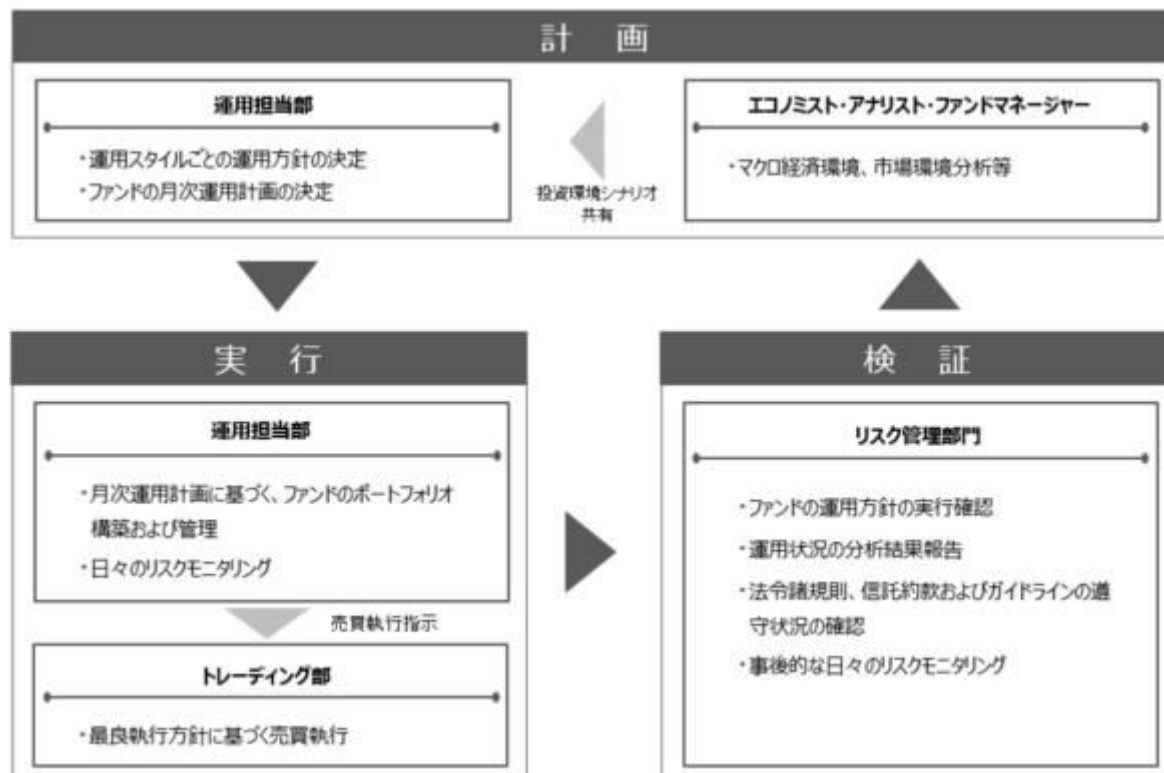 計 画
運用担当部
・運用スタイルごとの運用方針の決定
・ファンドの月次運用計画の決定
投資環境シナリオ
共有
エコノミスト・アナリスト・ファンドマネージャー
・マクロ経済環境、市場環境分析等
実 行
運用担当部
・月次運用計画に基づく、ファンドのポートフォリオ
構築および管理
・日々のリスクモニタリング
売買執行指示
トレーディング部
・最良執行方針に基づく売買執行
検 証
リスク管理部門
・ファンドの運用方針の実行確認
・運用状況の分析結果報告
・法令諸規則、信託約款およびガイドラインの遵
守状況の確認
・事後的な日々のリスクモニタリング